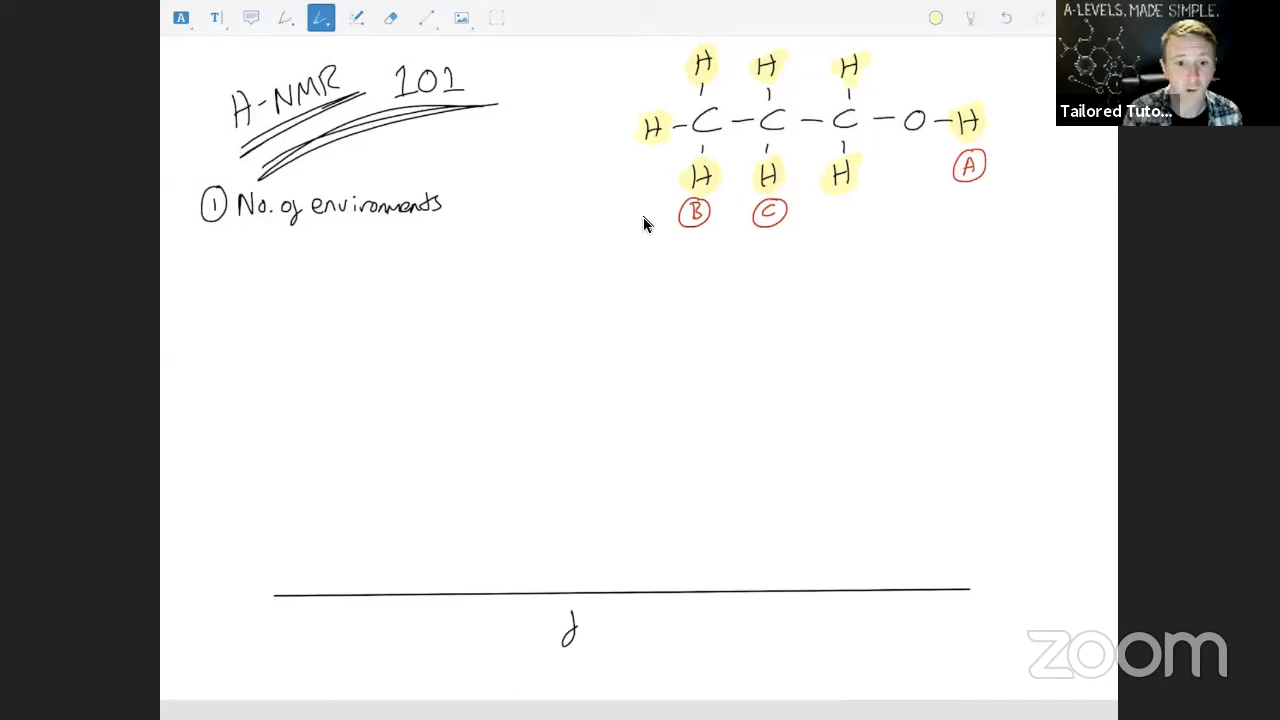 A-LEVELS. MADE SIMPLE.
Tailored Tuto...
H-NMR 101
① No. of environments
H H H
H-C-C-C-O-H
H H H
A
B C
δ
zoom